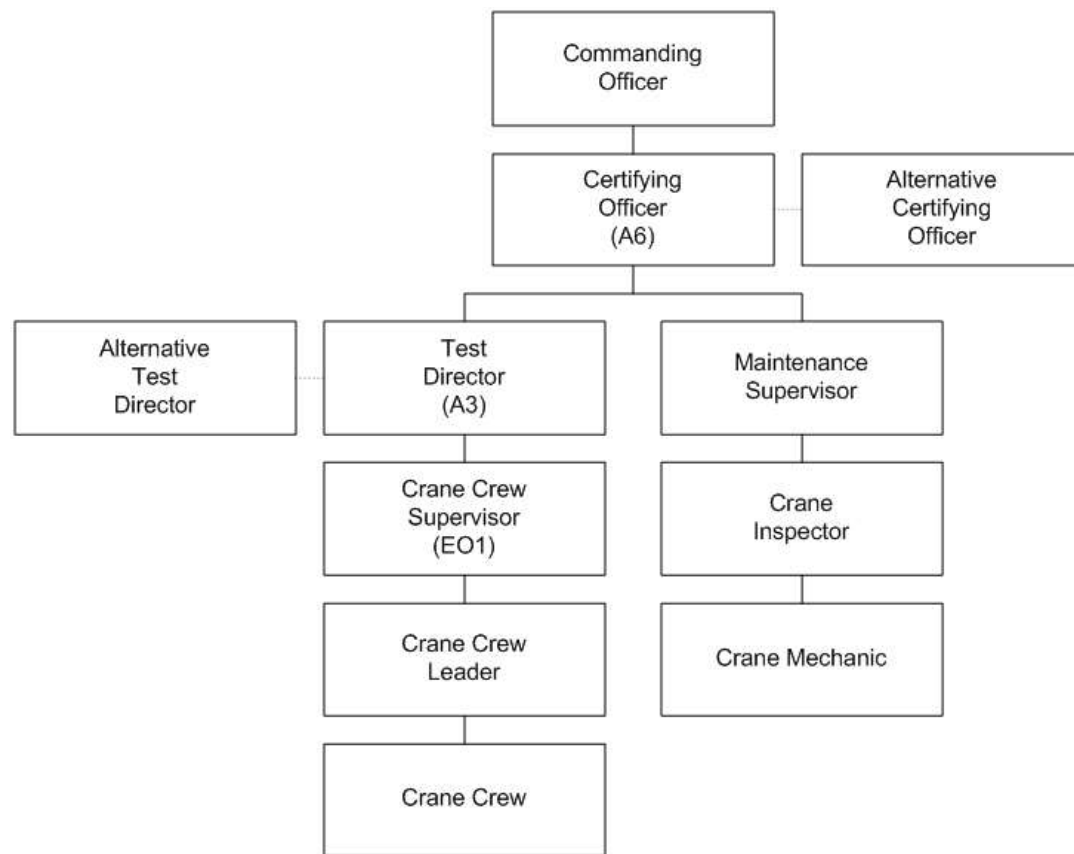 Commanding
Officer
Certifying
Officer
(A6)
Alternative
Certifying
Officer
Alternative
Test
Director
Test
Director
(A3)
Maintenance
Supervisor
Crane Crew
Supervisor
(EO1)
Crane
Inspector
Crane Crew
Leader
Crane Mechanic
Crane Crew